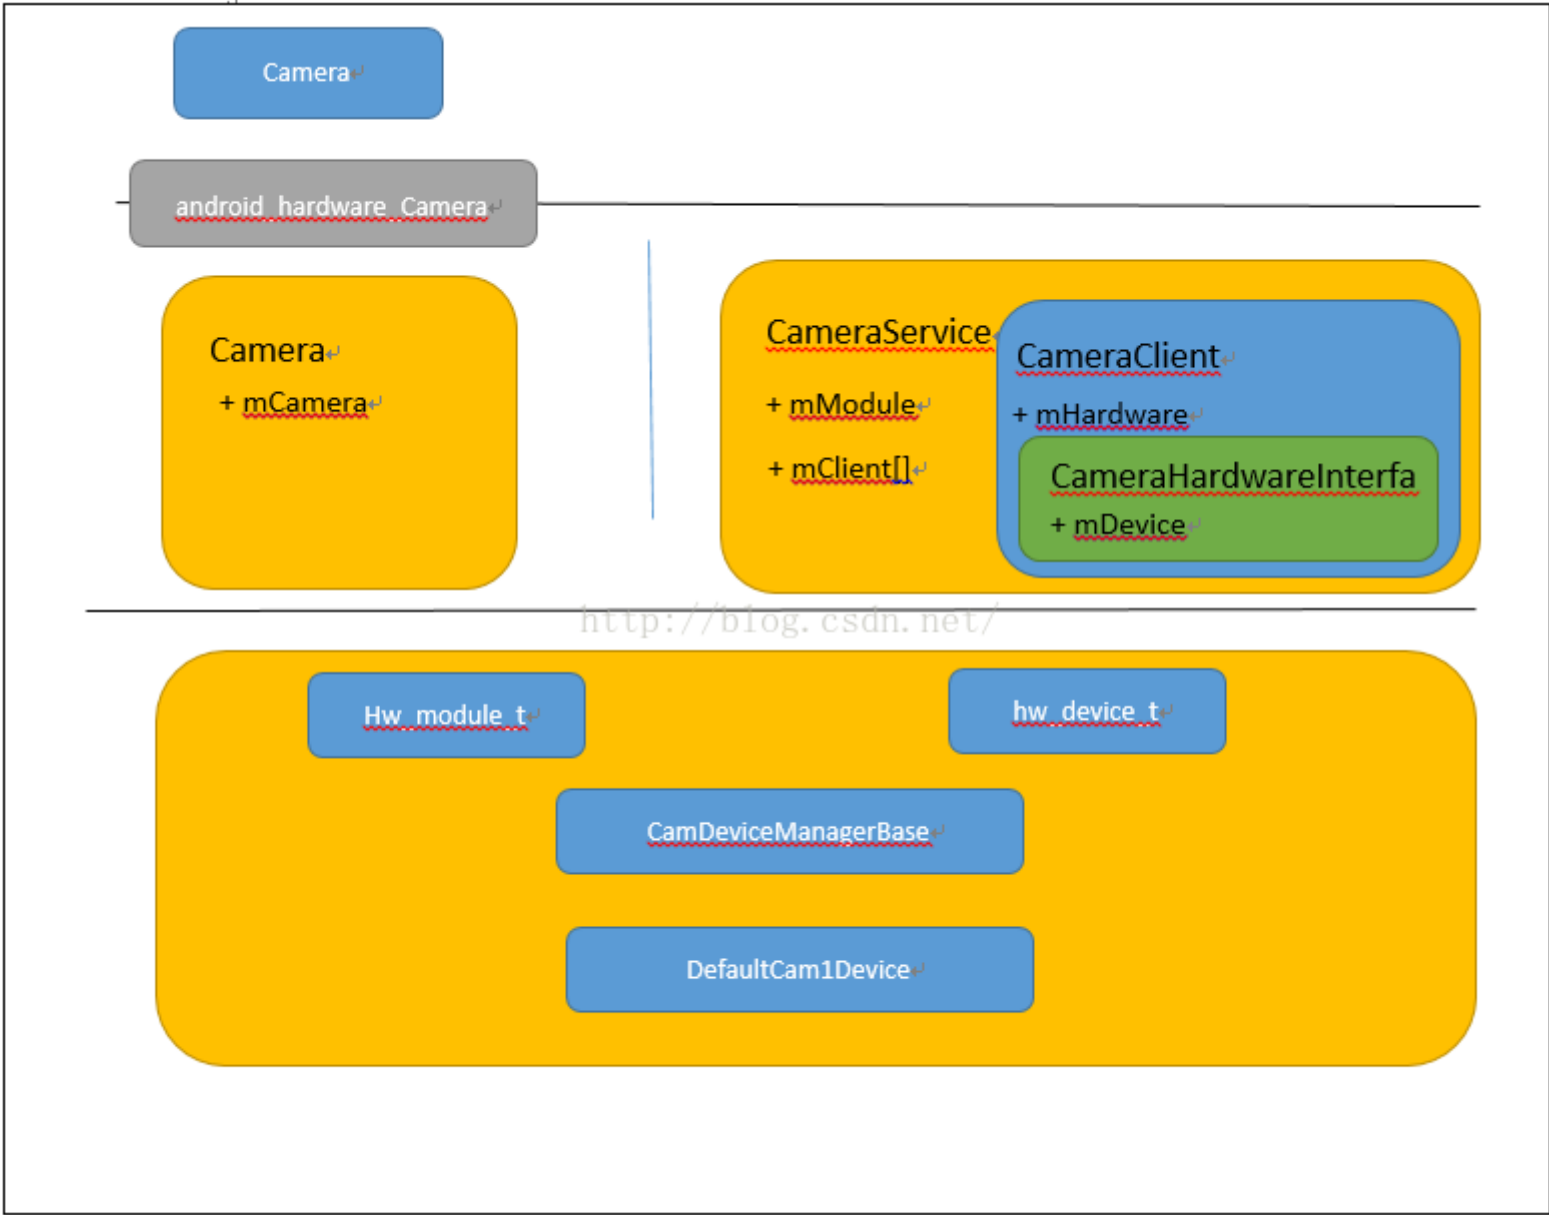 Camera
android_hardware_Camera
Camera
+ mCamera
CameraService
+ mModule
+ mClient[]
CameraClient
+ mHardware
CameraHardwareInterfa
+ mDevice
http://blog.csdn.net/
Hw_module_t
hw_device_t
CamDeviceManagerBase
DefaultCam1Device